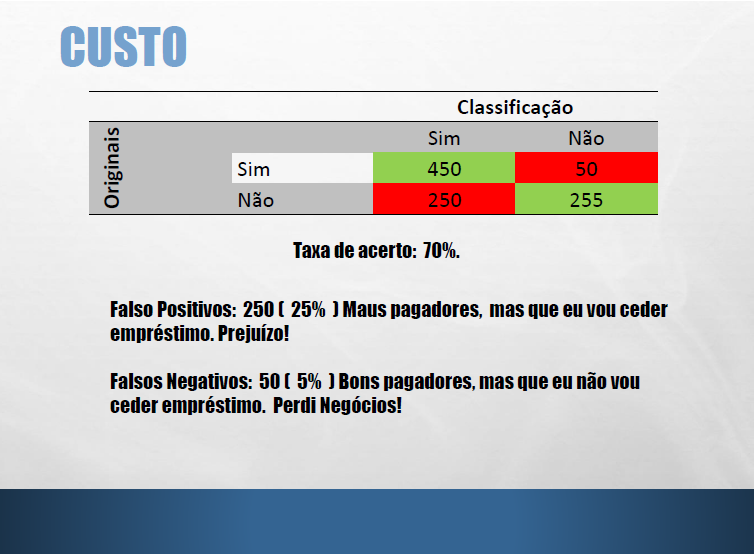 CUSTO
Classificação
Originais
Sim Não
Sim 450 50
Não 250 255
Taxa de acerto: 70%.
Falso Positivos: 250 ( 25% ) Maus pagadores, mas que eu vou ceder
empréstimo. Prejuízo!
Falsos Negativos: 50 ( 5% ) Bons pagadores, mas que eu não vou
ceder empréstimo. Perdi Negócios!